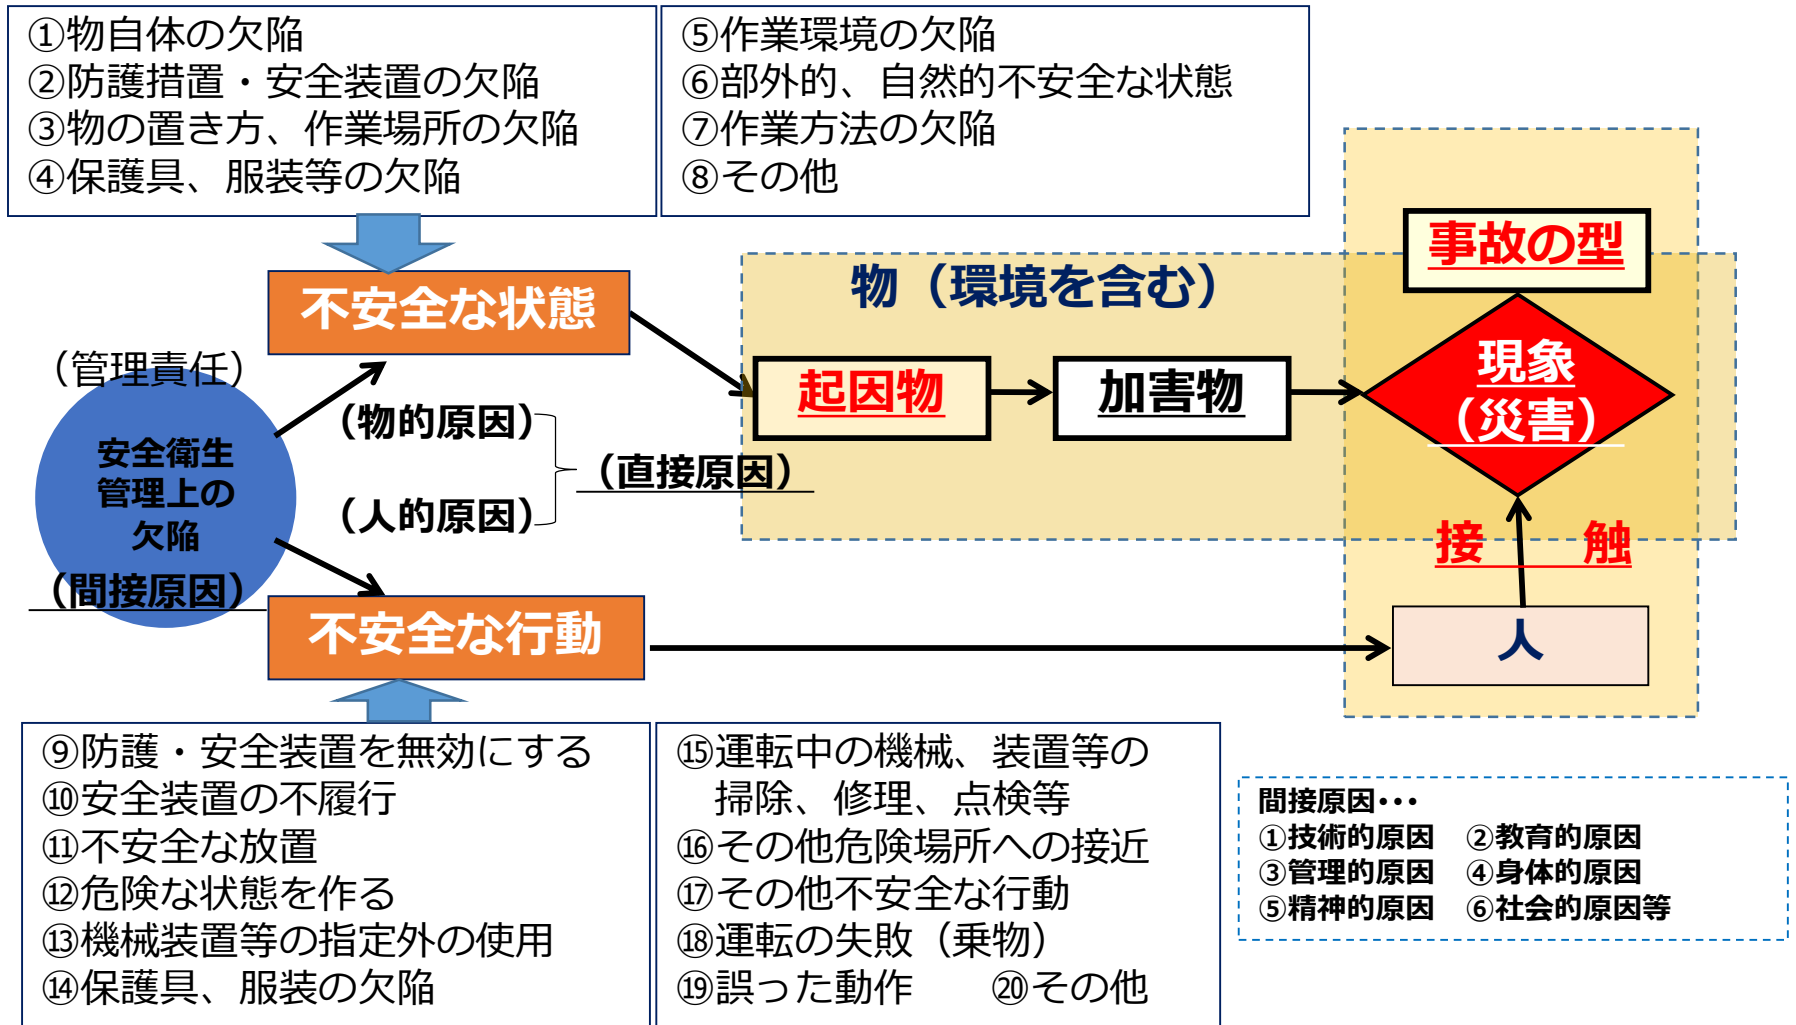 ①物自体の欠陥
②防護措置・安全装置の欠陥
③物の置き方、作業場所の欠陥
④保護具、服装等の欠陥
⑤作業環境の欠陥
⑥部外的、自然的不安全な状態
⑦作業方法の欠陥
⑧その他
事故の型
物（環境を含む）
不安全な状態
（管理責任）
起因物
加害物
現象
（災害）
（物的原因）
安全衛生
管理上の
欠陥
（直接原因）
（人的原因）
接　触
（間接原因）
不安全な行動
人
⑨防護・安全装置を無効にする
⑩安全装置の不履行
⑪不安全な放置
⑫危険な状態を作る
⑬機械装置等の指定外の使用
⑭保護具、服装の欠陥
⑮運転中の機械、装置等の
掃除、修理、点検等
⑯その他危険場所への接近
⑰その他不安全な行動
⑱運転の失敗（乗物）
⑲誤った動作　　⑳その他
間接原因･･･
①技術的原因　②教育的原因
③管理的原因　④身体的原因
⑤精神的原因　⑥社会的原因等